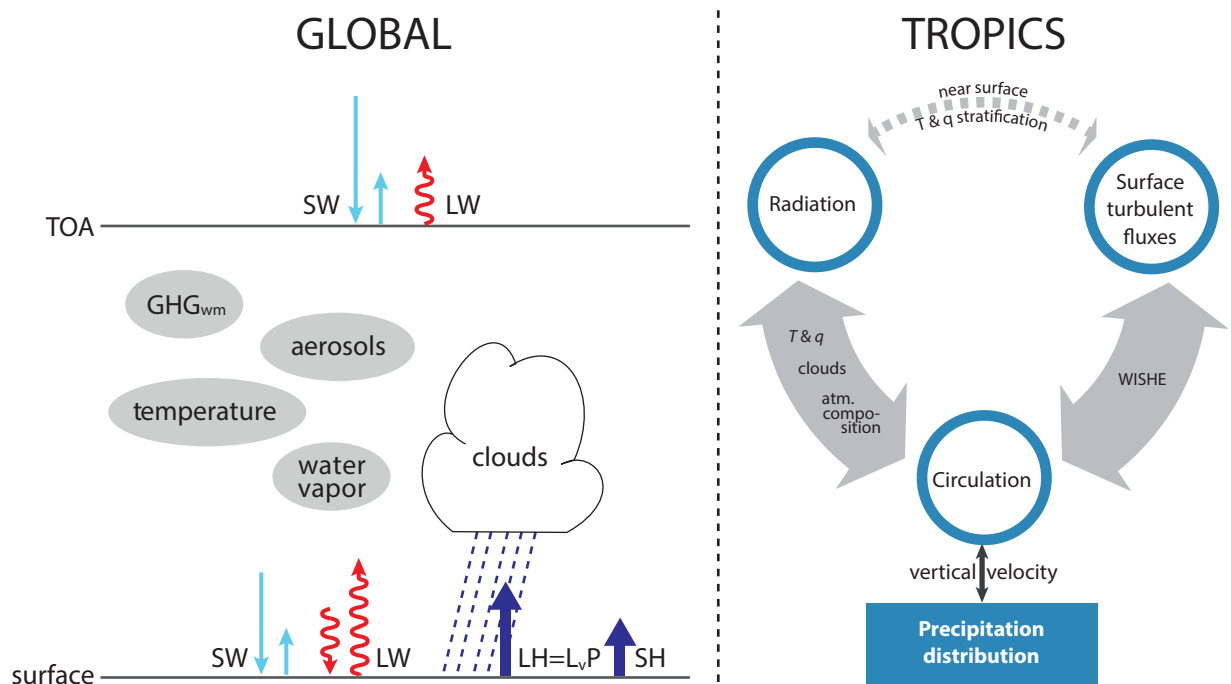 GLOBAL
SW
LW
TOA
GHGwm
aerosols
temperature
water
vapor
clouds
SW
LW
LH=LvP
SH
surface
TROPICS
near surface
T & q stratification
Radiation
Surface
turbulent
fluxes
T & q
clouds
atm.
compo-
sition
WISHE
Circulation
vertical velocity
Precipitation
distribution